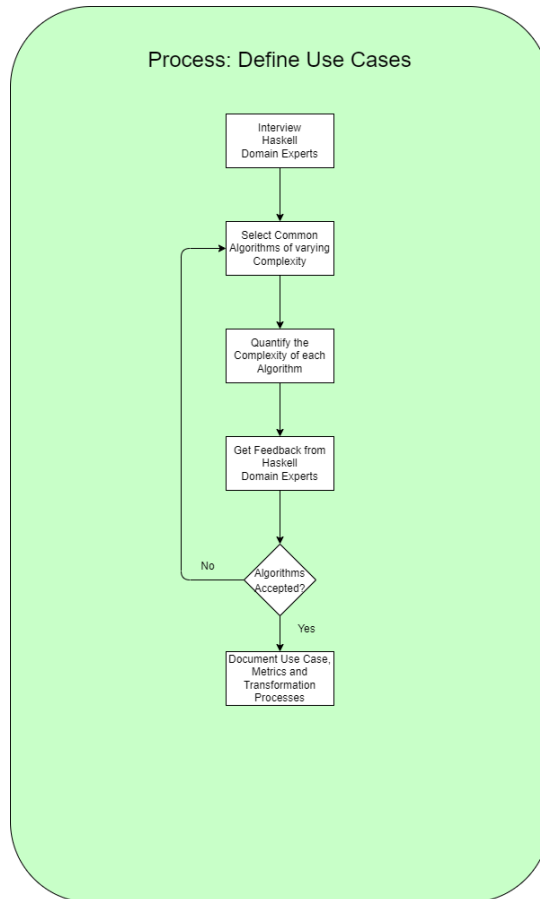 Process: Define Use Cases
Interview
Haskell
Domain Experts
Select Common
Algorithms of varying
Complexity
Quantify the
Complexity of each
Algorithm
Get Feedback from
Haskell
Domain Experts
Algorithms
Accepted?
No
Yes
Document Use Case,
Metrics and
Transformation
Processes